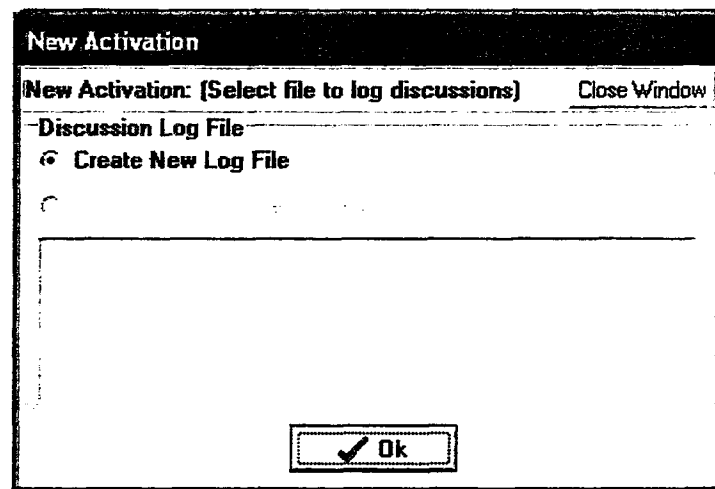 New Activation
New Activation: (Select file to log discussions) Close Window
Discussion Log File
Create New Log File
Ok